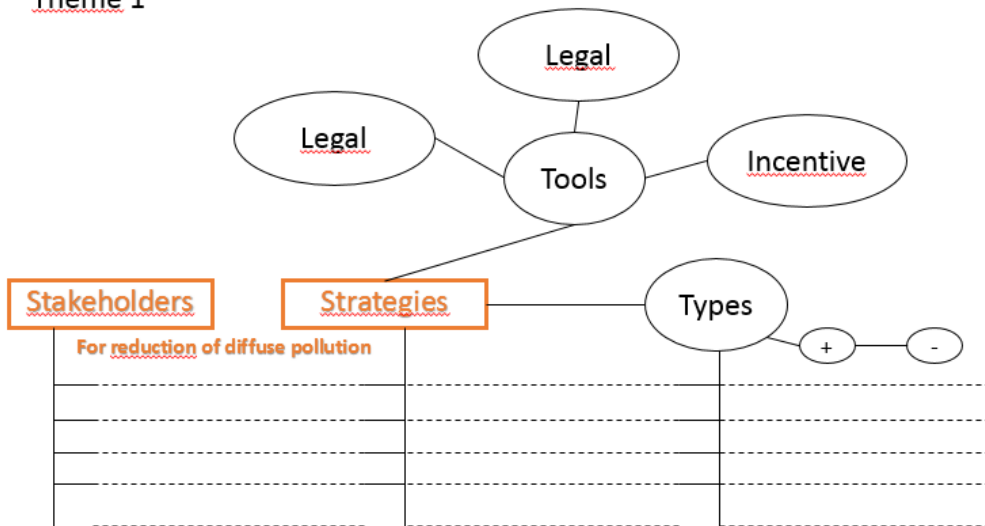 Theme 1
Legal
Legal
Incentive
Tools
Stakeholders
Strategies
Types
For reduction of diffuse pollution
+
-